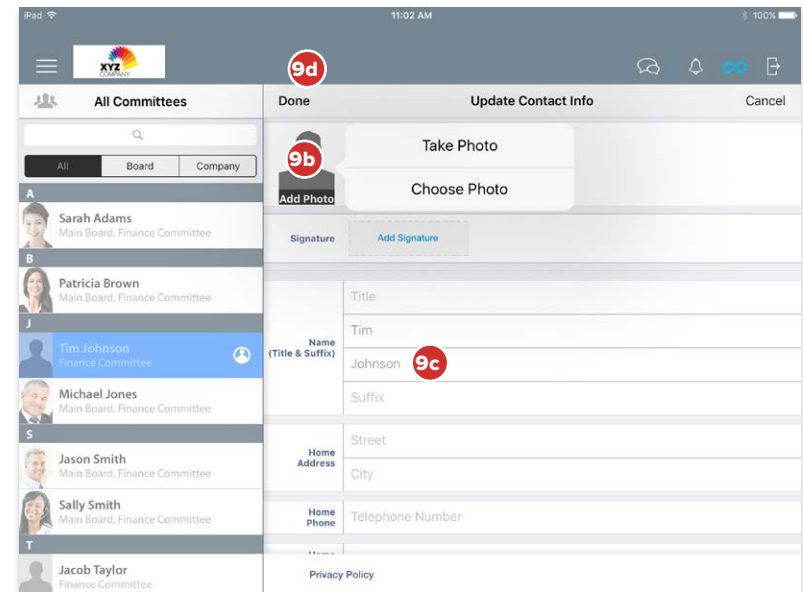 iPad 11:02 AM 100%
XYZ
COMPANY
9d
All Committees
Done Update Contact Info Cancel
9b
Take Photo
Choose Photo
Add Photo
All Board Company
A
Sarah Adams
Main Board, Finance Committee
Signature Add Signature
B
Patricia Brown
Main Board, Finance Committee
J
Tim Johnson
Finance Committee
Michael Jones
Main Board, Finance Committee
S
Jason Smith
Main Board, Finance Committee
Sally Smith
Main Board, Finance Committee
T
Jacob Taylor
Finance Committee
Name
(Title & Suffix)
Title
Tim
Johnson 9c
Suffix
Home
Address
Street
City
Home
Phone
Telephone Number
Home
Privacy Policy